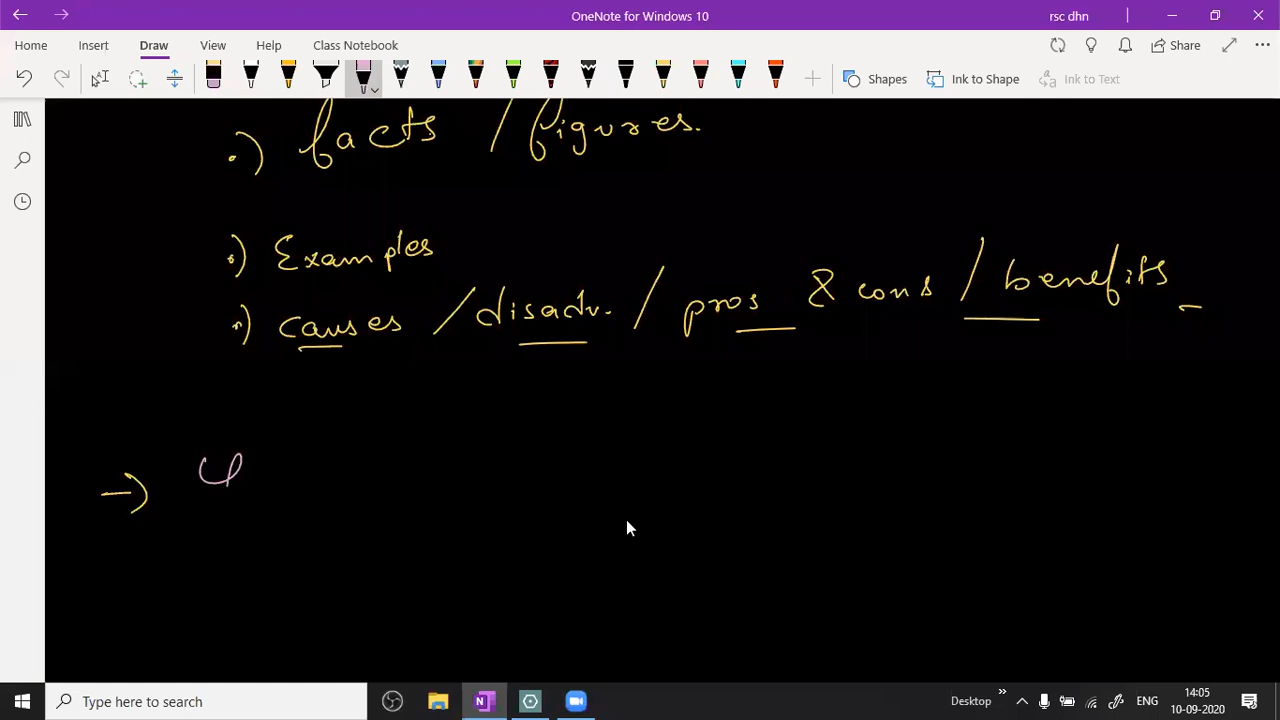 OneNote for Windows 10
rsc dhn
Home Insert Draw View Help Class Notebook
Share
Shapes Ink to Shape Ink to Text
.) facts / figures.
.) Examples
.) causes / disadv. / pros & cons / benefits
→
Type here to search
Desktop
ENG
14:05
10-09-2020